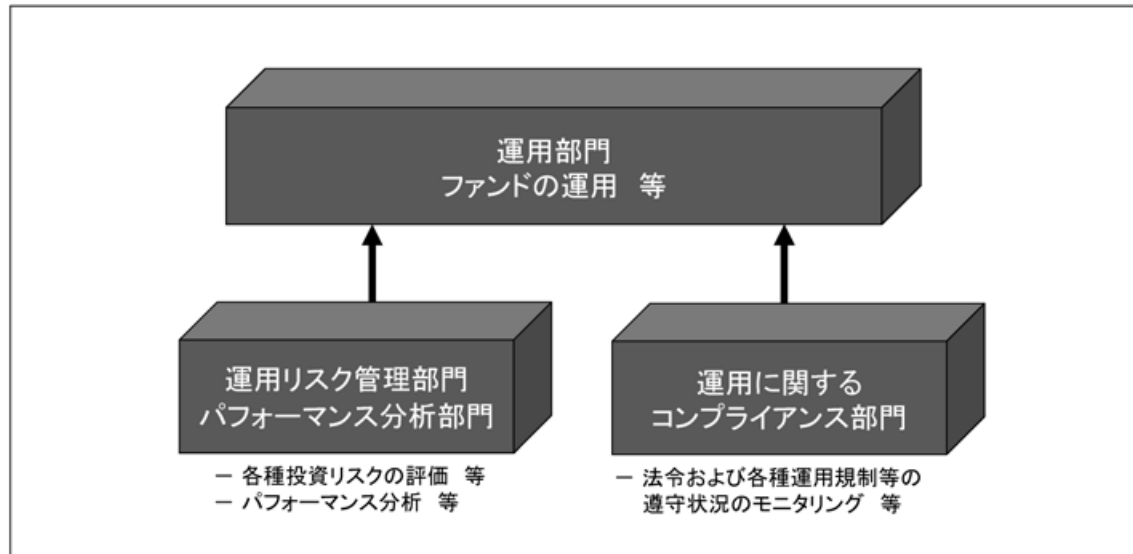 運用部門
ファンドの運用 等
運用リスク管理部門
パフォーマンス分析部門
－ 各種投資リスクの評価 等
－ パフォーマンス分析 等
運用に関する
コンプライアンス部門
－ 法令および各種運用規制等の
遵守状況のモニタリング 等